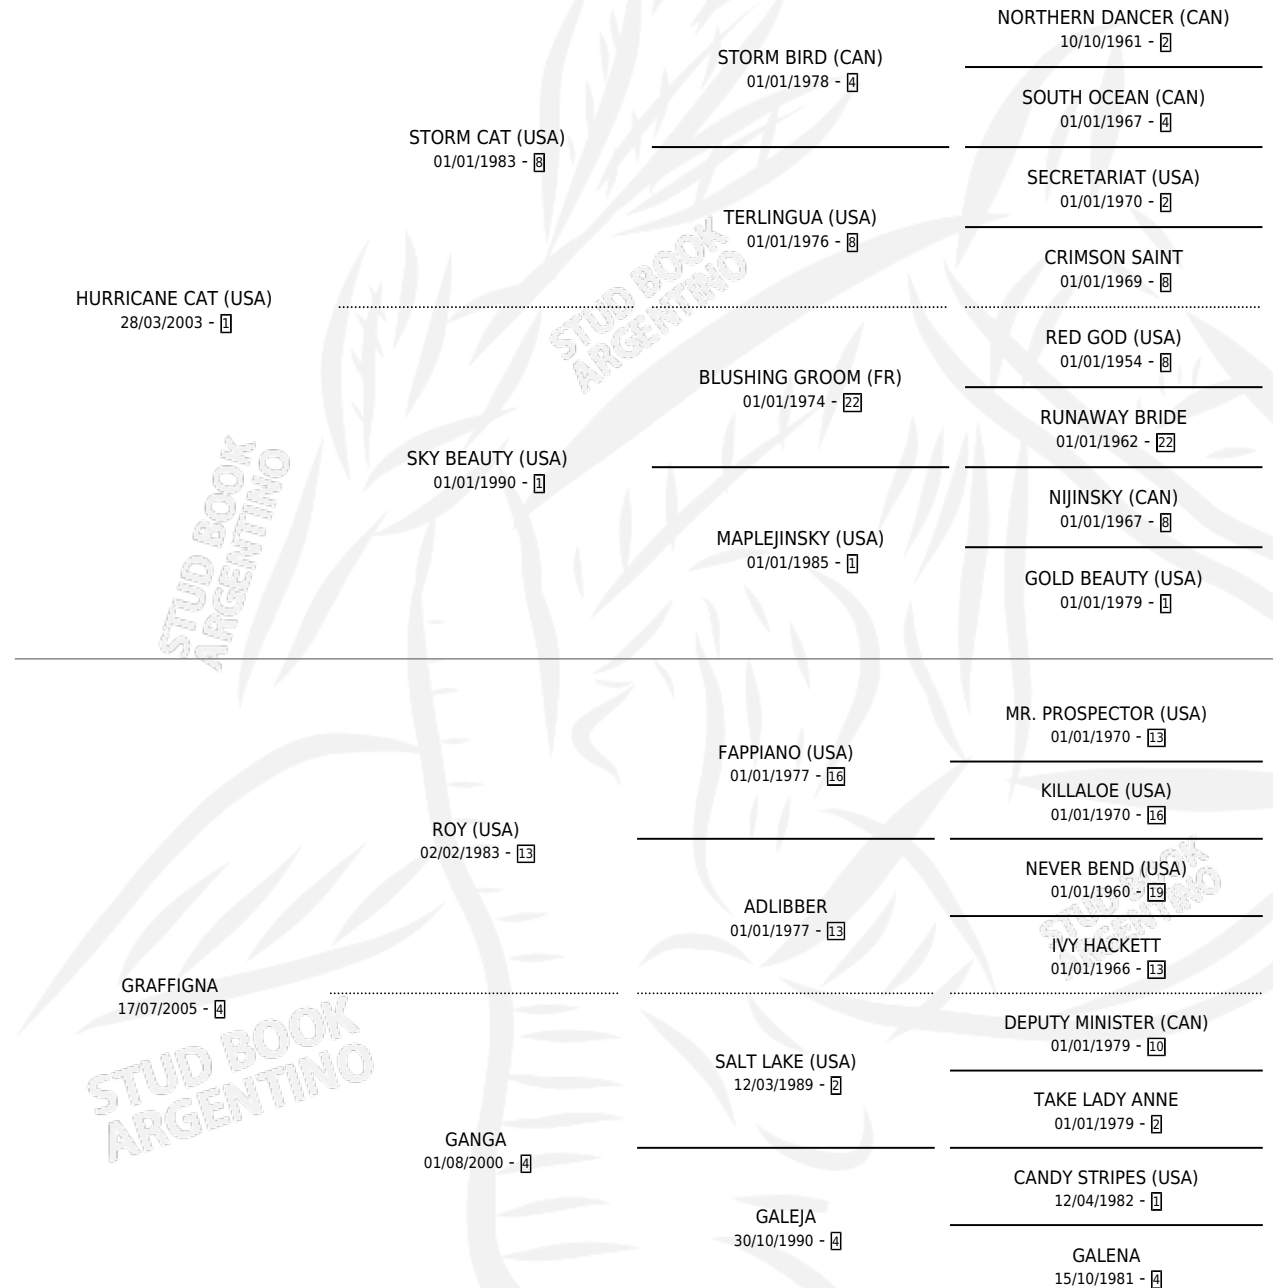 NORTHERN DANCER (CAN)
10/10/1961 - 2
STORM BIRD (CAN)
01/01/1978 - 4
SOUTH OCEAN (CAN)
01/01/1967 - 4
STORM CAT (USA)
01/01/1983 - 8
SECRETARIAT (USA)
01/01/1970 - 2
TERLINGUA (USA)
01/01/1976 - 8
CRIMSON SAINT
01/01/1969 - 8
HURRICANE CAT (USA)
28/03/2003 - 1
RED GOD (USA)
01/01/1954 - 8
BLUSHING GROOM (FR)
01/01/1974 - 22
RUNAWAY BRIDE
01/01/1962 - 22
SKY BEAUTY (USA)
01/01/1990 - 1
NIJINSKY (CAN)
01/01/1967 - 8
MAPLEJINSKY (USA)
01/01/1985 - 1
GOLD BEAUTY (USA)
01/01/1979 - 1
MR. PROSPECTOR (USA)
01/01/1970 - 13
FAPPIANO (USA)
01/01/1977 - 16
KILLALOE (USA)
01/01/1970 - 16
ROY (USA)
02/02/1983 - 13
NEVER BEND (USA)
01/01/1960 - 19
ADLIBBER
01/01/1977 - 13
IVY HACKETT
01/01/1966 - 13
GRAFFIGNA
17/07/2005 - 4
DEPUTY MINISTER (CAN)
01/01/1979 - 10
SALT LAKE (USA)
12/03/1989 - 2
TAKE LADY ANNE
01/01/1979 - 2
GANGA
01/08/2000 - 4
CANDY STRIPES (USA)
12/04/1982 - 1
GALEJA
30/10/1990 - 4
GALENA
15/10/1981 - 4
STUD BOOK
ARGENTINO
STUD BOOK
ARGENTINO
STUD BOOK
ARGENTINO
STUD BOOK
ARGENTINO